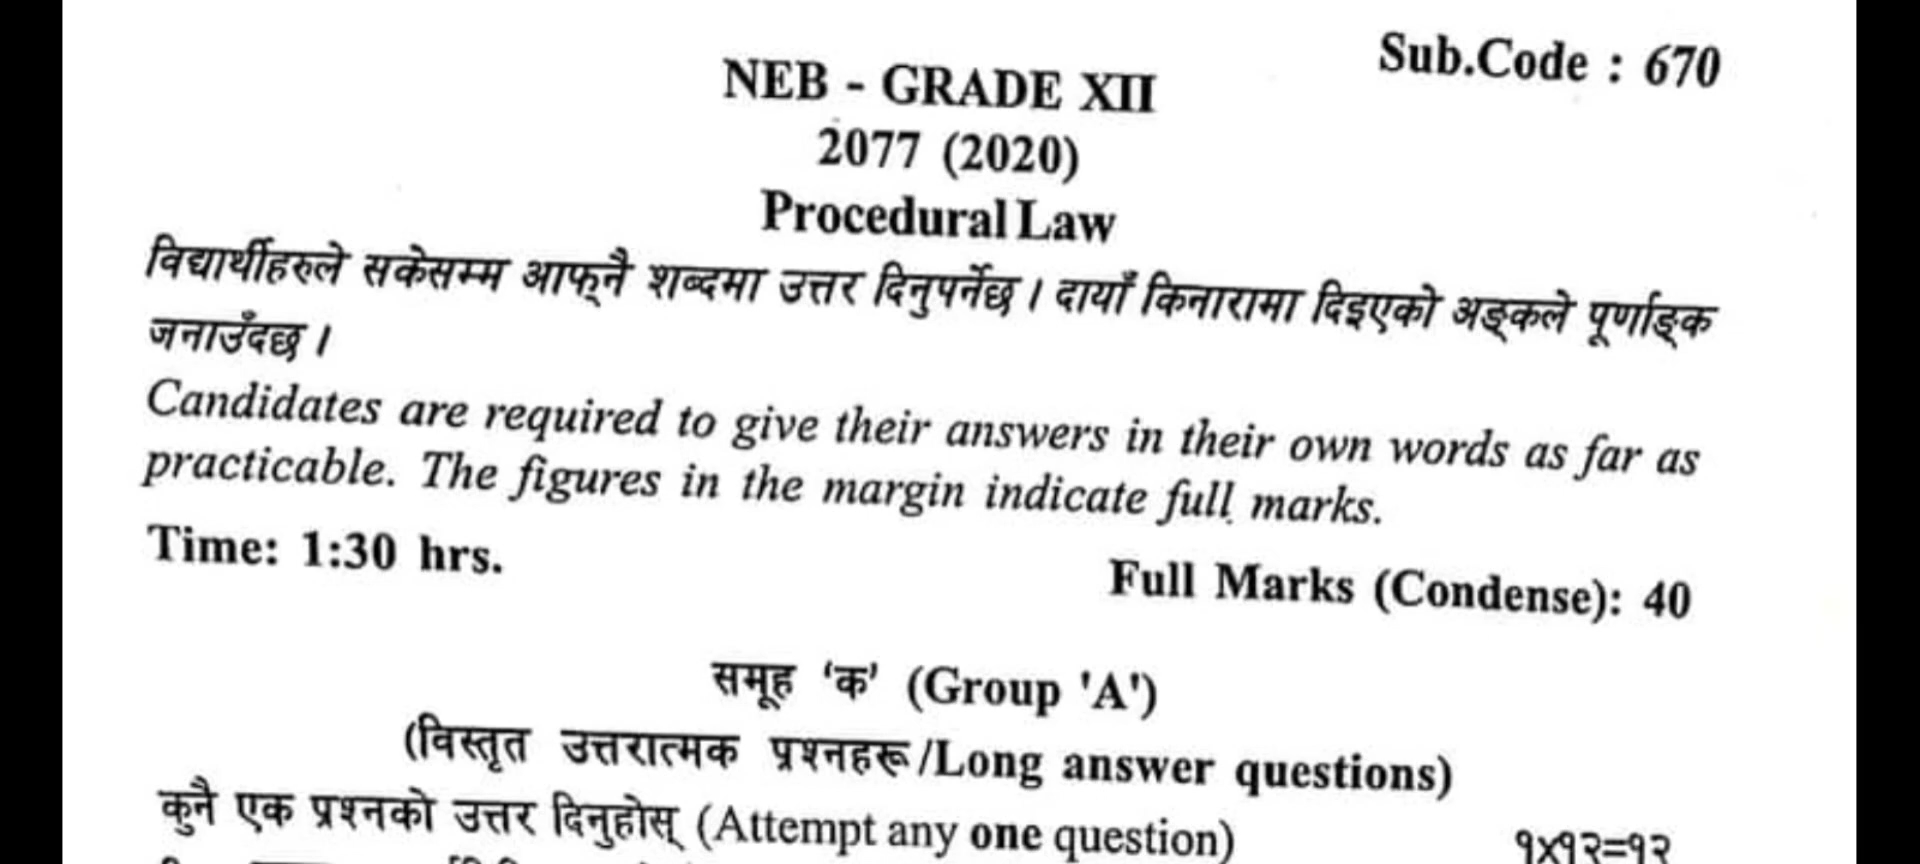 Sub.Code : 670
NEB - GRADE XII
2077 (2020)
Procedural Law
विद्यार्थीहरुले सकेसम्म आफ्नै शब्दमा उत्तर दिनुपर्नेछ । दायाँ किनारामा दिइएको अङ्कले पूर्णाङ्क
जनाउँदछ ।
Candidates are required to give their answers in their own words as far as
practicable. The figures in the margin indicate full marks.
Time: 1:30 hrs.
Full Marks (Condense): 40
समूह ‘क’ (Group 'A')
(विस्तृत उत्तरात्मक प्रश्नहरू/Long answer questions)
कुनै एक प्रश्नको उत्तर दिनुहोस् (Attempt any one question) १x१२=१२